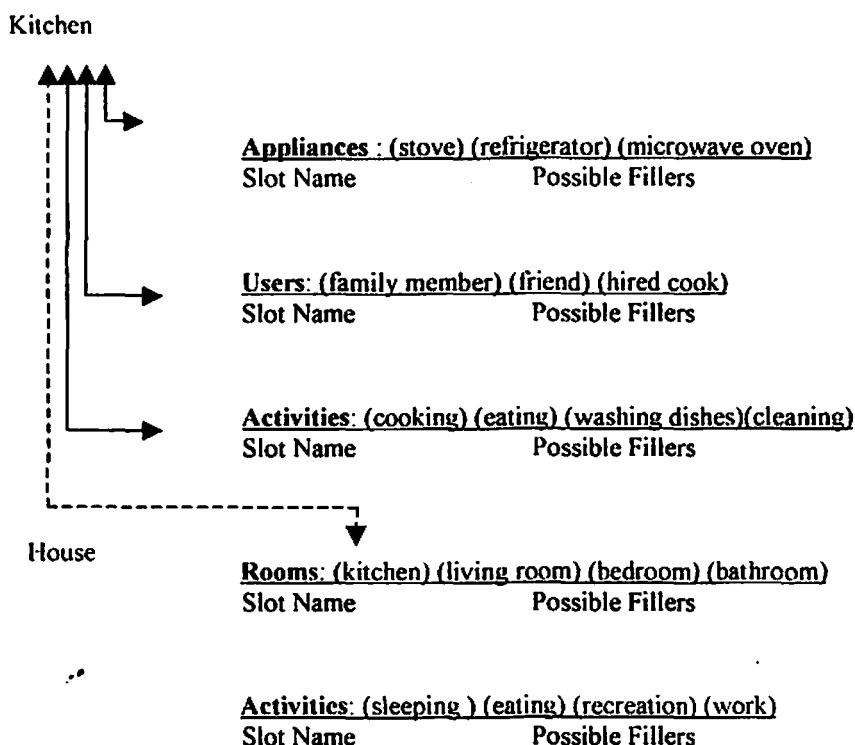 Kitchen
Appliances : (stove) (refrigerator) (microwave oven)
Slot Name Possible Fillers
Users: (family member) (friend) (hired cook)
Slot Name Possible Fillers
Activities: (cooking) (eating) (washing dishes)(cleaning)
Slot Name Possible Fillers
House
Rooms: (kitchen) (living room) (bedroom) (bathroom)
Slot Name Possible Fillers
Activities: (sleeping ) (eating) (recreation) (work)
Slot Name Possible Fillers